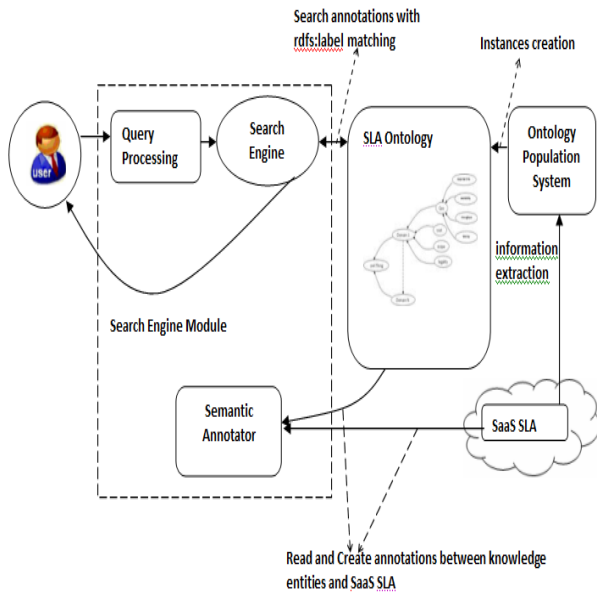 Search annotations with
rdfs:label matching
Instances creation
user
Query
Processing
Search
Engine
SLA Ontology
Ontology
Population
System
information
extraction
Search Engine Module
Semantic
Annotator
SaaS SLA
Read and Create annotations between knowledge
entities and SaaS SLA